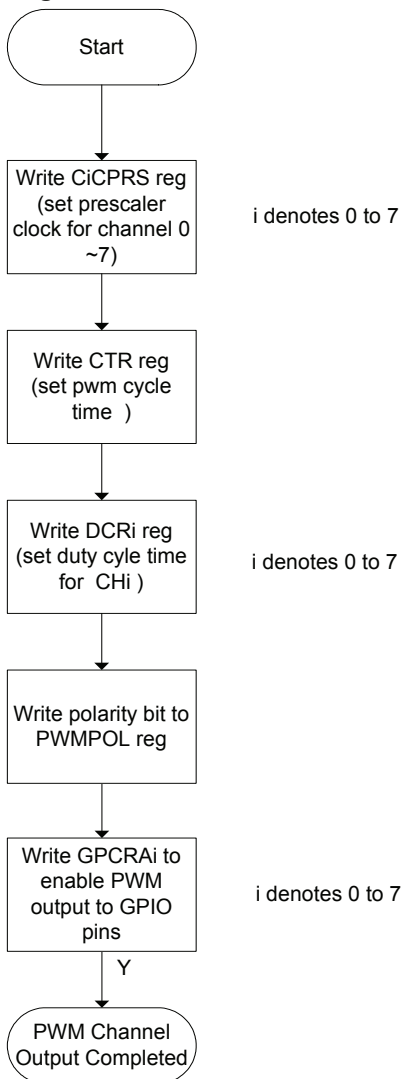 Start
Write CiCPRS reg
(set prescaler
clock for channel 0
~7)
i denotes 0 to 7
Write CTR reg
(set pwm cycle
time )
Write DCRi reg
(set duty cyle time
for CHi )
i denotes 0 to 7
Write polarity bit to
PWMPOL reg
Write GPCRAi to
enable PWM
output to GPIO
pins
i denotes 0 to 7
Y
PWM Channel
Output Completed